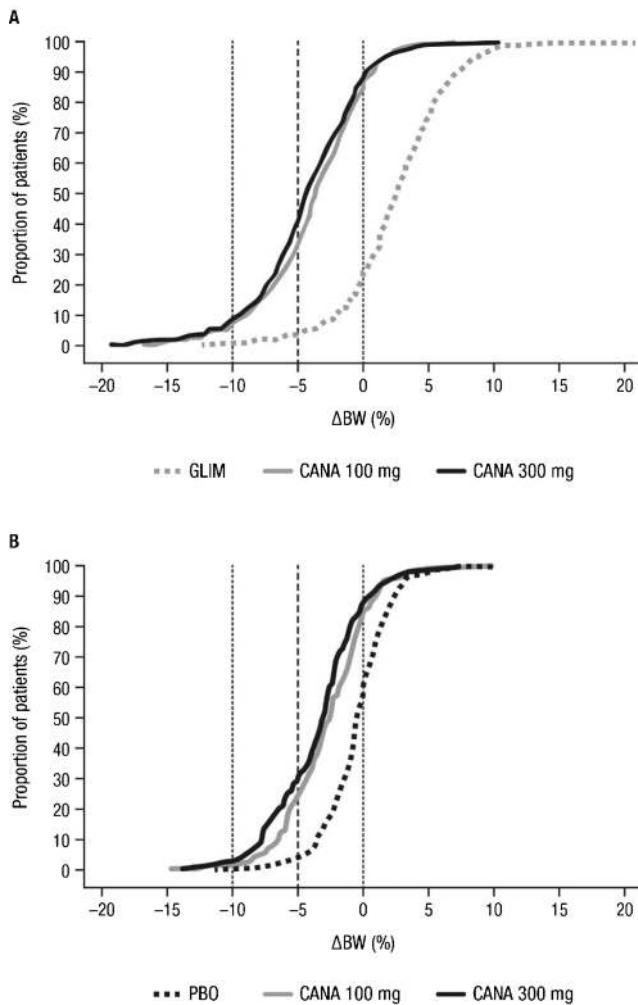 A
Proportion of patients (%)
100
90
80
70
60
50
40
30
20
10
0
−20 −15 −10 −5 0 5 10 15 20
ΔBW (%)
GLIM CANA 100 mg CANA 300 mg
B
Proportion of patients (%)
100
90
80
70
60
50
40
30
20
10
0
−20 −15 −10 −5 0 5 10 15 20
ΔBW (%)
PBO CANA 100 mg CANA 300 mg